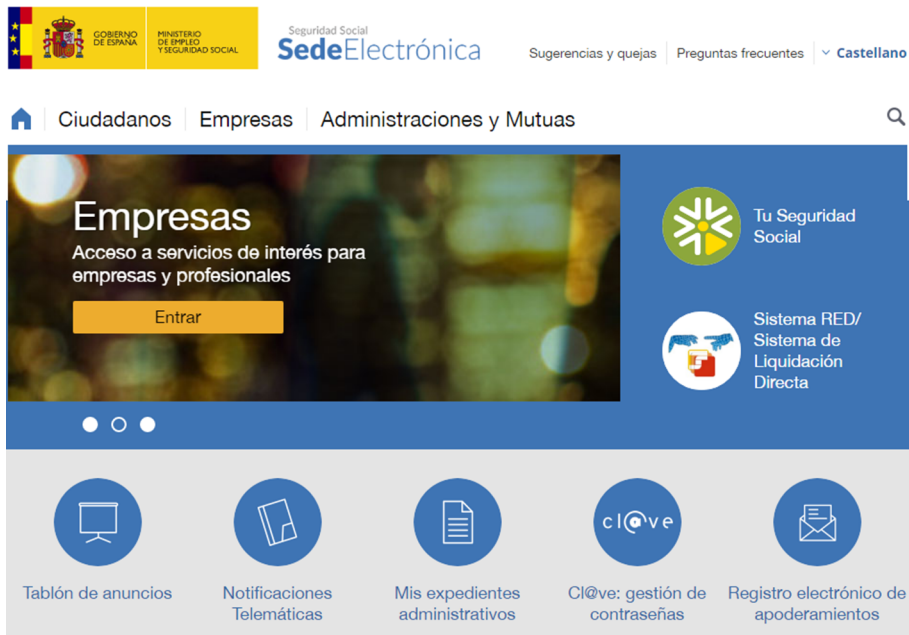 GOBIERNO
DE ESPAÑA
MINISTERIO
DE EMPLEO
Y SEGURIDAD SOCIAL
Seguridad Social
SedeElectrónica
Sugerencias y quejas
Preguntas frecuentes
Castellano
Ciudadanos
Empresas
Administraciones y Mutuas
Empresas
Acceso a servicios de interés para
empresas y profesionales
Entrar
Tu Seguridad
Social
Sistema RED/
Sistema de
Liquidación
Directa
Tablón de anuncios
Notificaciones
Telemáticas
Mis expedientes
administrativos
cl@ve
Cl@ve: gestión de
contraseñas
Registro electrónico de
apoderamientos